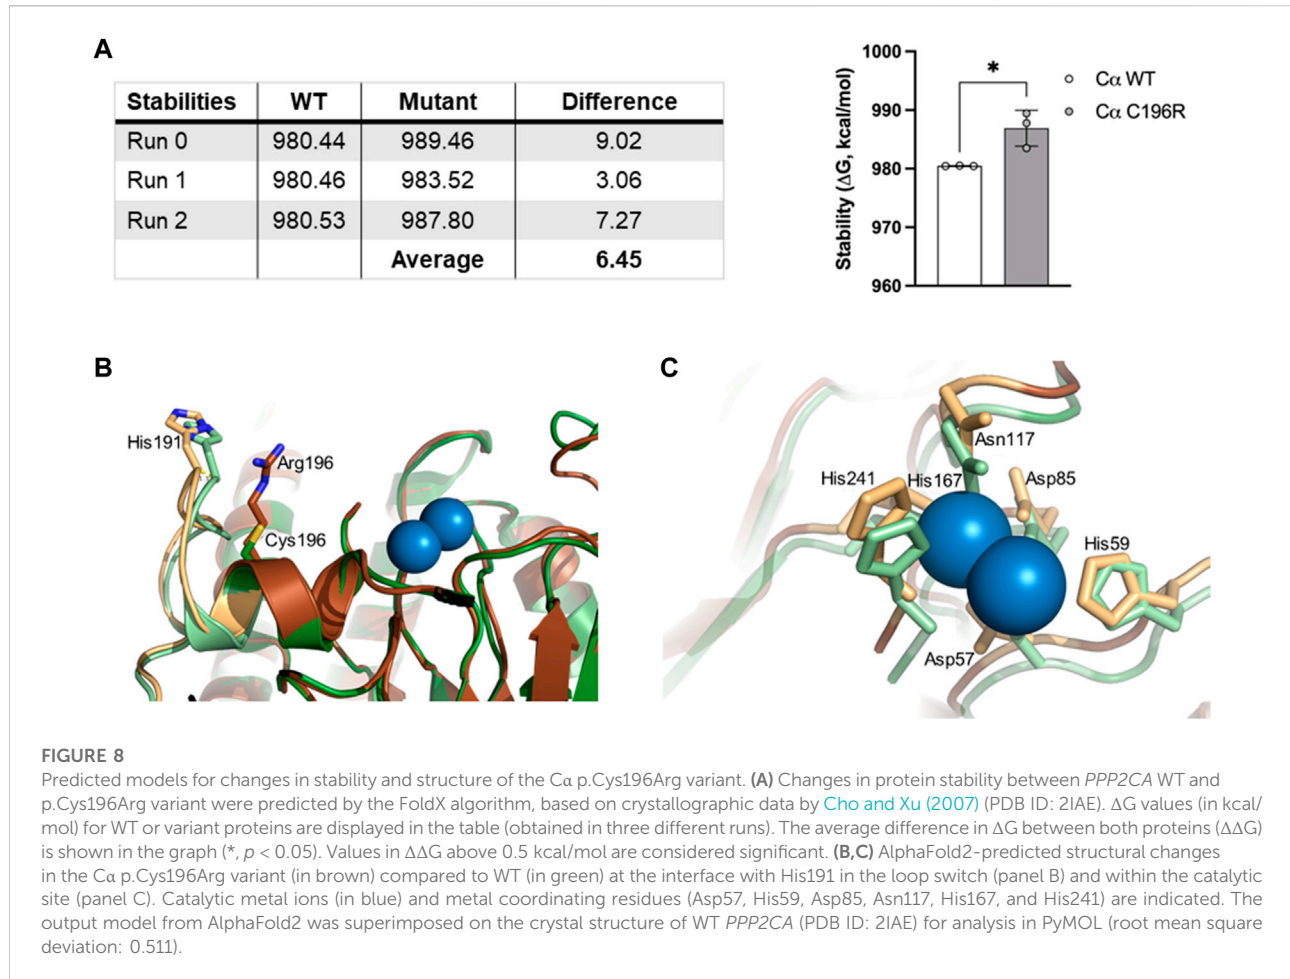 A
Stabilities WT Mutant Difference
Run 0 980.44 989.46 9.02
Run 1 980.46 983.52 3.06
Run 2 980.53 987.80 7.27
Average 6.45
Stability (ΔG, kcal/mol)
1000
990
980
970
960
*
Cα WT
Cα C196R
B
His191
Arg196
Cys196
C
Asn117
His241
His167
Asp85
His59
Asp57
FIGURE 8
Predicted models for changes in stability and structure of the Cα p.Cys196Arg variant. (A) Changes in protein stability between PPP2CA WT and
p.Cys196Arg variant were predicted by the FoldX algorithm, based on crystallographic data by Cho and Xu (2007) (PDB ID: 2IAE). ΔG values (in kcal/
mol) for WT or variant proteins are displayed in the table (obtained in three different runs). The average difference in ΔG between both proteins (ΔΔG)
is shown in the graph (*, p < 0.05). Values in ΔΔG above 0.5 kcal/mol are considered significant. (B,C) AlphaFold2-predicted structural changes
in the Cα p.Cys196Arg variant (in brown) compared to WT (in green) at the interface with His191 in the loop switch (panel B) and within the catalytic
site (panel C). Catalytic metal ions (in blue) and metal coordinating residues (Asp57, His59, Asp85, Asn117, His167, and His241) are indicated. The
output model from AlphaFold2 was superimposed on the crystal structure of WT PPP2CA (PDB ID: 2IAE) for analysis in PyMOL (root mean square
deviation: 0.511).